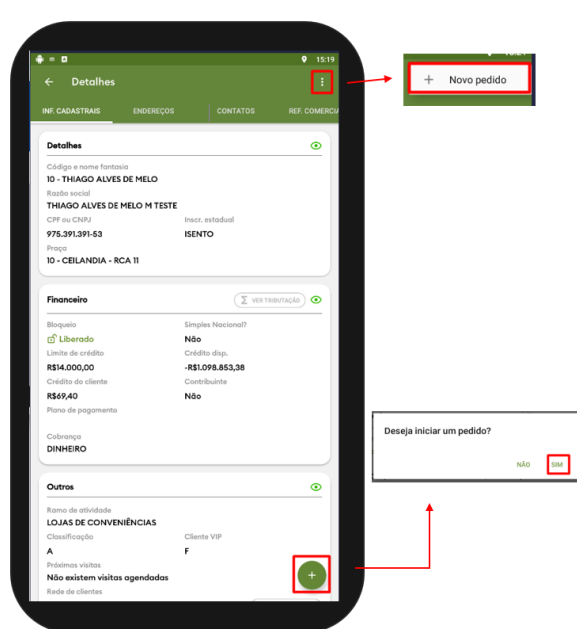 15:19
Detalhes
INF. CADASTRAIS ENDEREÇOS CONTATOS REF. COMERCIA
Detalhes
Código e nome fantasia
10 - THIAGO ALVES DE MELO
Razão social
THIAGO ALVES DE MELO M TESTE
CPF ou CNPJ Inscr. estadual
975.391.391-53 ISENTO
Praça
10 - CEILANDIA - RCA 11
Financeiro VER TRIBUTAÇÃO
Bloqueio Simples Nacional?
Liberado Não
Limite de crédito Crédito disp.
R$14.000,00 -R$1.098.853,38
Crédito do cliente Contribuinte
R$69,40 Não
Plano de pagamento
Cobrança
DINHEIRO
Outros
Ramo de atividade
LOJAS DE CONVENIÊNCIAS
Classificação Cliente VIP
A F
Próximas visitas
Não existem visitas agendadas
Rede de clientes
+
+ Novo pedido
Deseja iniciar um pedido?
NÃO SIM